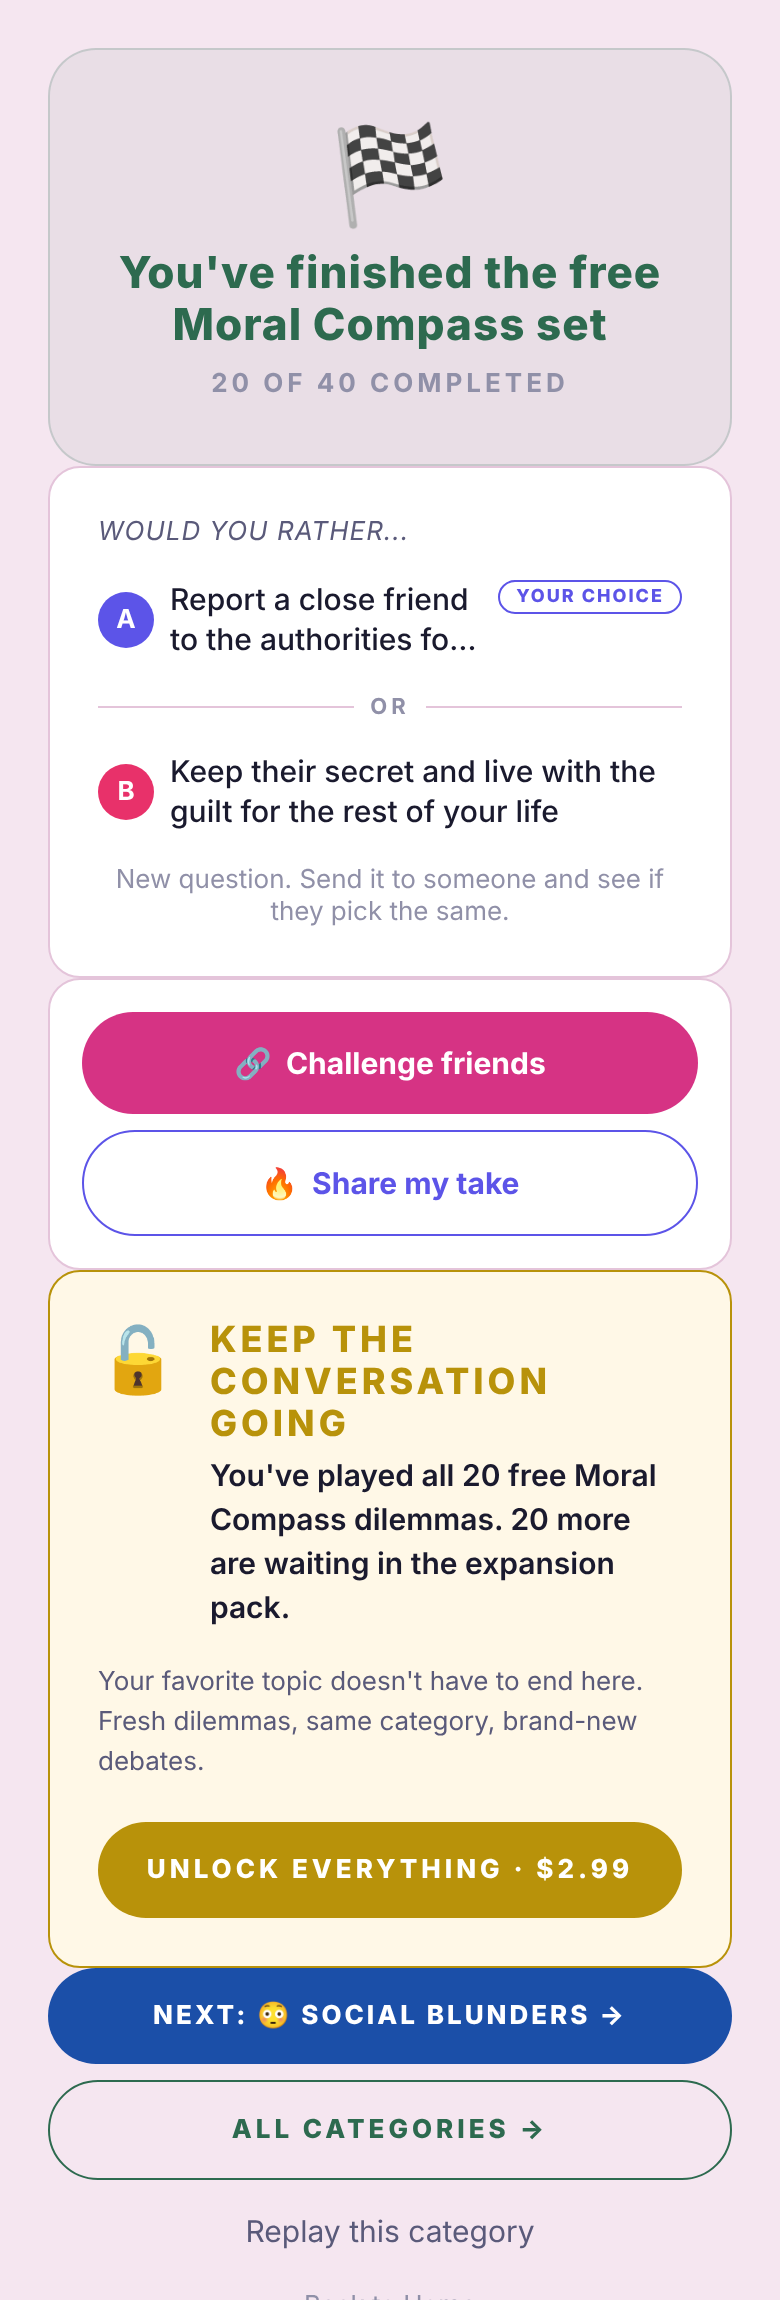 You've finished the free
Moral Compass set
20 OF 40 COMPLETED
WOULD YOU RATHER...
A
Report a close friend
to the authorities fo...
YOUR CHOICE
OR
B
Keep their secret and live with the
guilt for the rest of your life
New question. Send it to someone and see if
they pick the same.
Challenge friends
Share my take
KEEP THE
CONVERSATION
GOING
You've played all 20 free Moral
Compass dilemmas. 20 more
are waiting in the expansion
pack.
Your favorite topic doesn't have to end here.
Fresh dilemmas, same category, brand-new
debates.
UNLOCK EVERYTHING · $2.99
NEXT: 😳 SOCIAL BLUNDERS →
ALL CATEGORIES →
Replay this category